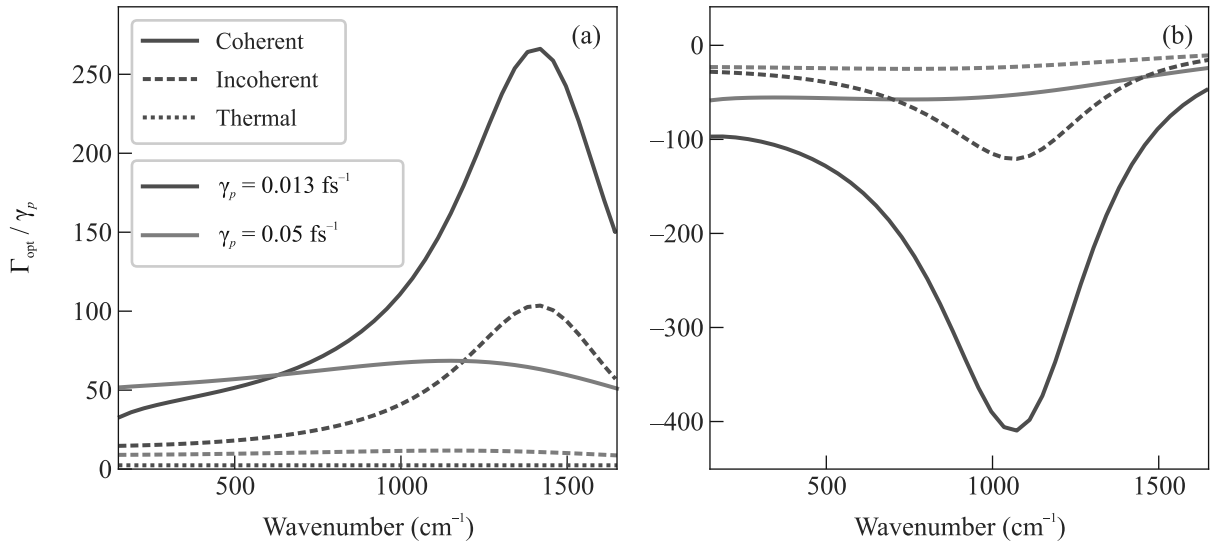 (a)
Coherent
Incoherent
Thermal
γₚ = 0.013 fs⁻¹
γₚ = 0.05 fs⁻¹
Γopt / γₚ
250
200
150
100
50
0
500
1000
1500
Wavenumber (cm⁻¹)
(b)
0
–100
–200
–300
–400
500
1000
1500
Wavenumber (cm⁻¹)